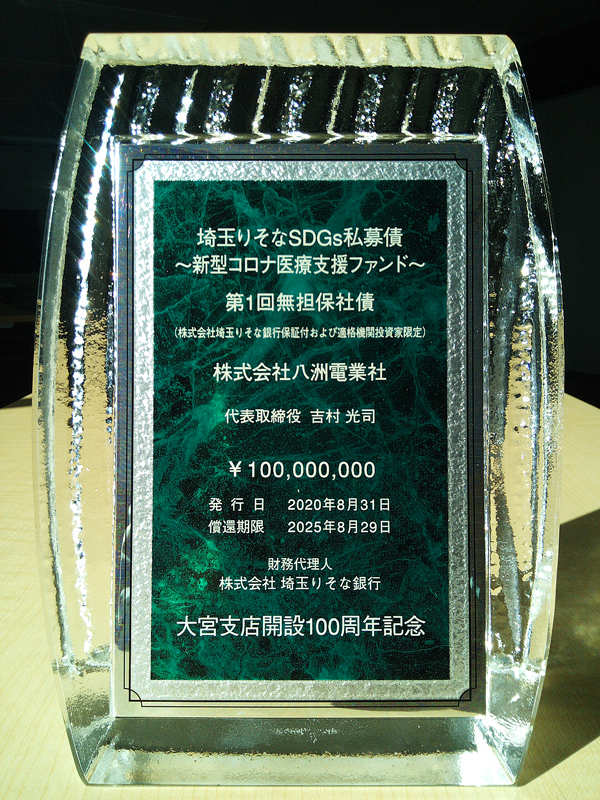 埼玉りそなSDGs私募債
～新型コロナ医療支援ファンド～
第1回無担保社債
（株式会社埼玉りそな銀行保証付および適格機関投資家限定）
株式会社八洲電業社
代表取締役 吉村 光司
￥100,000,000
発 行 日 2020年8月31日
償還期限 2025年8月29日
財務代理人
株式会社 埼玉りそな銀行
大宮支店開設100周年記念